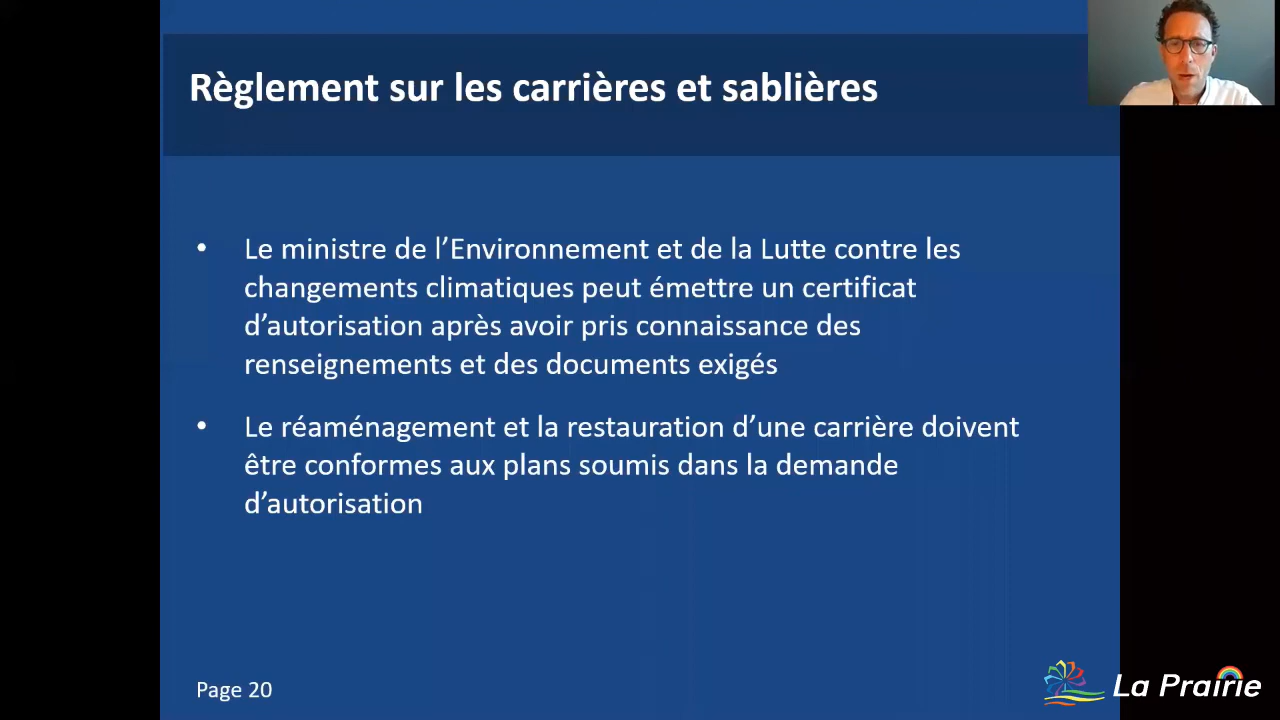 Règlement sur les carrières et sablières
• Le ministre de l’Environnement et de la Lutte contre les
changements climatiques peut émettre un certificat
d’autorisation après avoir pris connaissance des
renseignements et des documents exigés
• Le réaménagement et la restauration d’une carrière doivent
être conformes aux plans soumis dans la demande
d’autorisation
Page 20
La Prairie